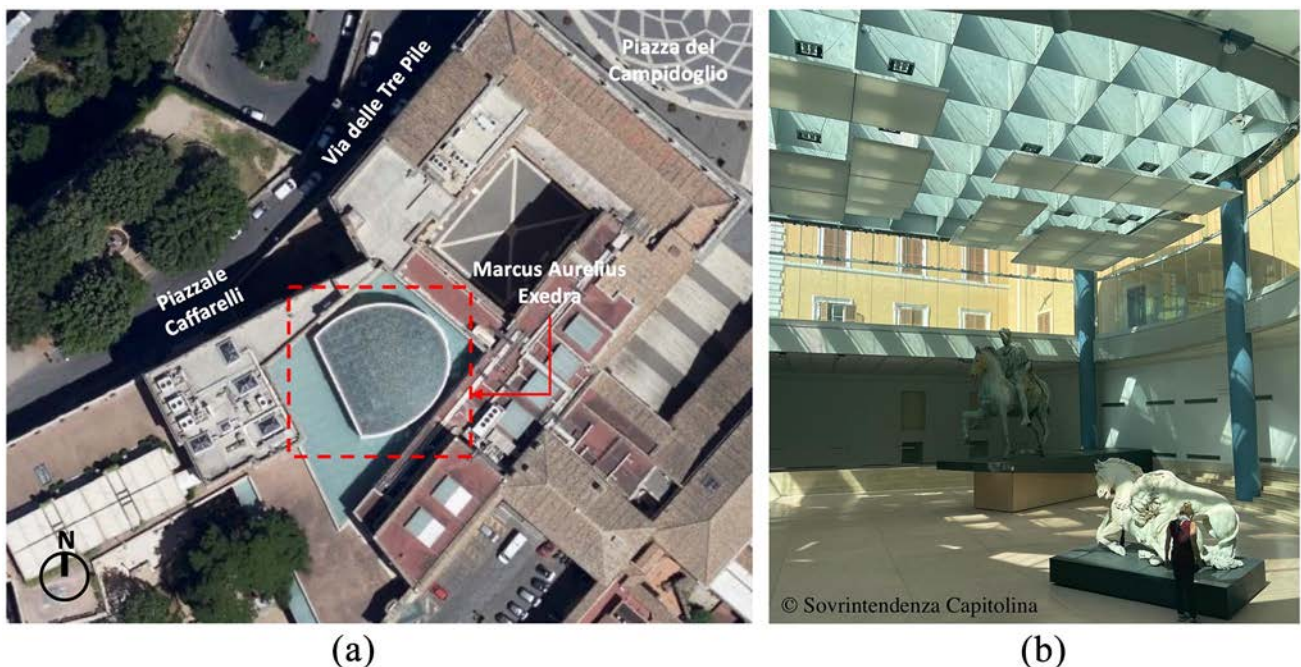 Piazza del
Campidoglio
Via delle Tre Pile
Marcus Aurelius
Exedra
Piazzale
Caffarelli
N
© Sovrintendenza Capitolina
(a)
(b)